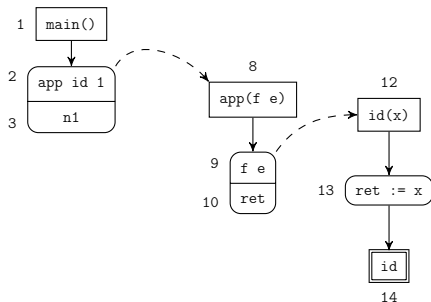 1 main()
2 app id 1
3 n1
8
app(f e)
9 f e
10 ret
12
id(x)
13 ret := x
id
14